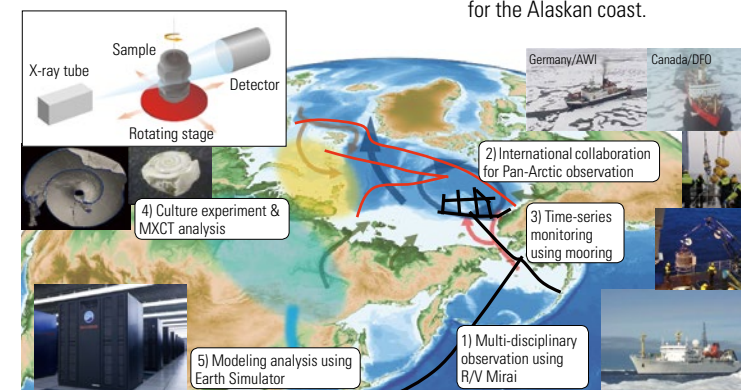 for the Alaskan coast.
Sample
X-ray tube
Detector
Rotating stage
Germany/AWI
Canada/DFO
2) International collaboration
for Pan-Arctic observation
4) Culture experiment &
MXCT analysis
3) Time-series
monitoring
using mooring
1) Multi-disciplinary
observation using
R/V Mirai
5) Modeling analysis using
Earth Simulator